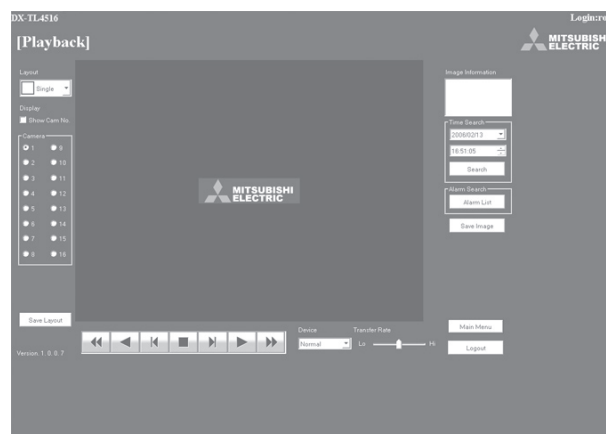 DX-TL4516
Login:ro
[Playback]
MITSUBISHI
ELECTRIC
Layout
Single
Display
Show Cam No.
Camera
1 9
2 10
3 11
4 12
5 13
6 14
7 15
8 16
Save Layout
Version. 1. 0. 0. 7
MITSUBISHI
ELECTRIC
Device
Normal
Transfer Rate
Lo Hi
Image Information
Time Search
2006/02/13
16:51:05
Search
Alarm Search
Alarm List
Save Image
Main Menu
Logout